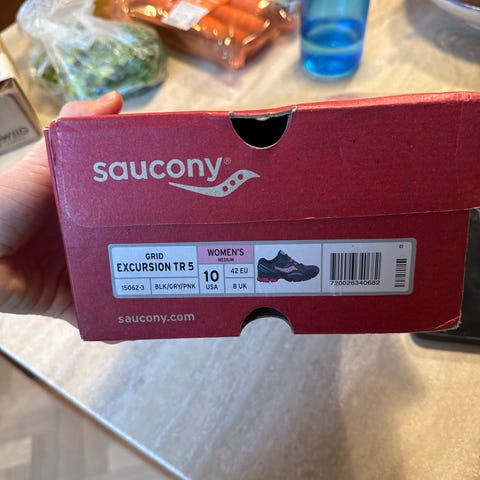 saucony®
GRID
EXCURSION TR 5
15062-3
BLK/GRY/PNK
WOMEN'S
MEDIUM
10
USA
42 EU
8 UK
720026340682
saucony.com